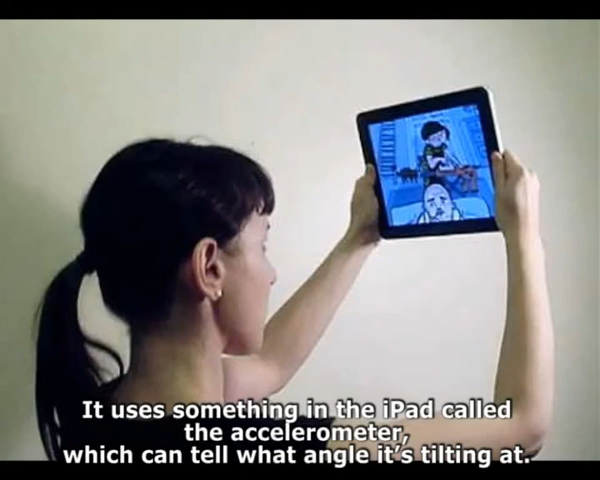 It uses something in the iPad called
the accelerometer,
which can tell what angle it's tilting at.